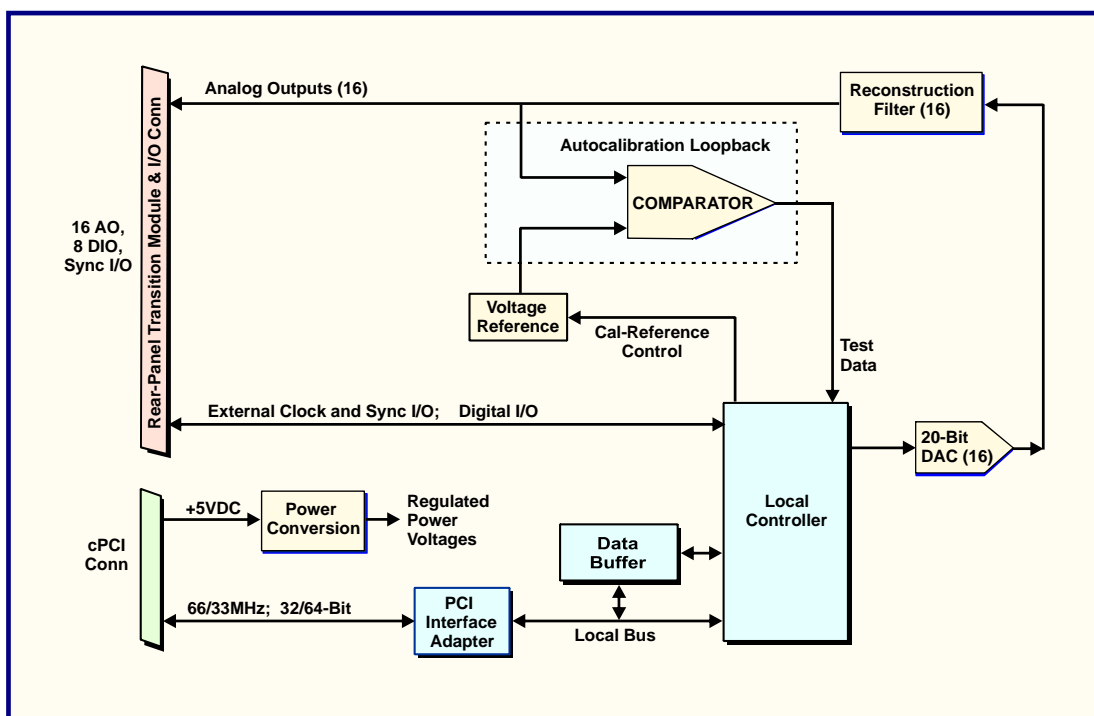 Analog Outputs (16)
Reconstruction
Filter (16)
Autocalibration Loopback
COMPARATOR
Rear-Panel Transition Module & I/O Conn
16 AO,
8 DIO,
Sync I/O
Voltage
Reference
Cal-Reference
Control
Test
Data
External Clock and Sync I/O; Digital I/O
20-Bit
DAC (16)
Local
Controller
+5VDC
Power
Conversion
Regulated
Power
Voltages
cPCI
Conn
Data
Buffer
66/33MHz; 32/64-Bit
PCI
Interface
Adapter
Local Bus